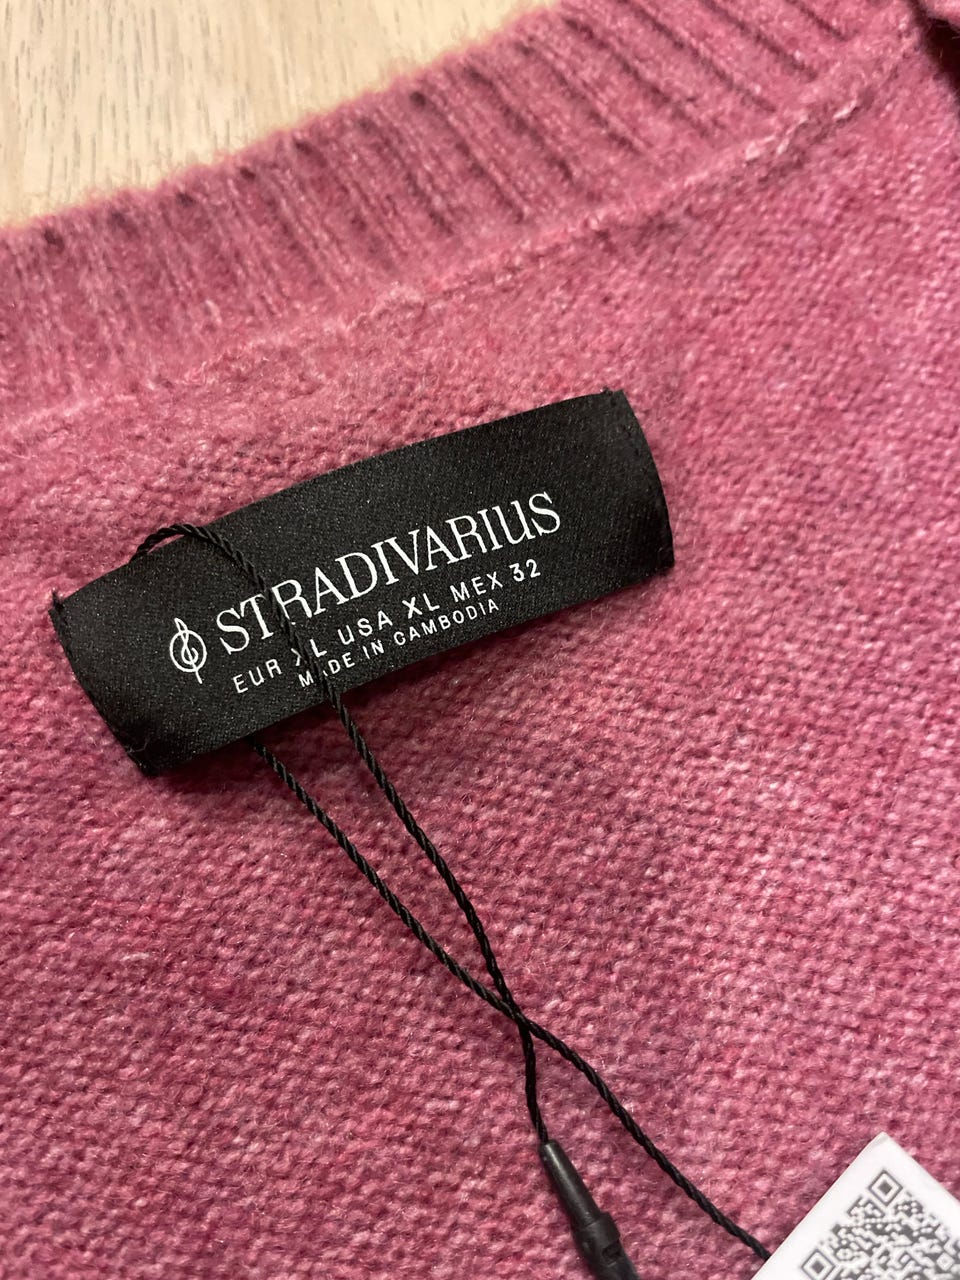 STRADIVARIUS
EUR XL USA XL MEX 32
MADE IN CAMBODIA